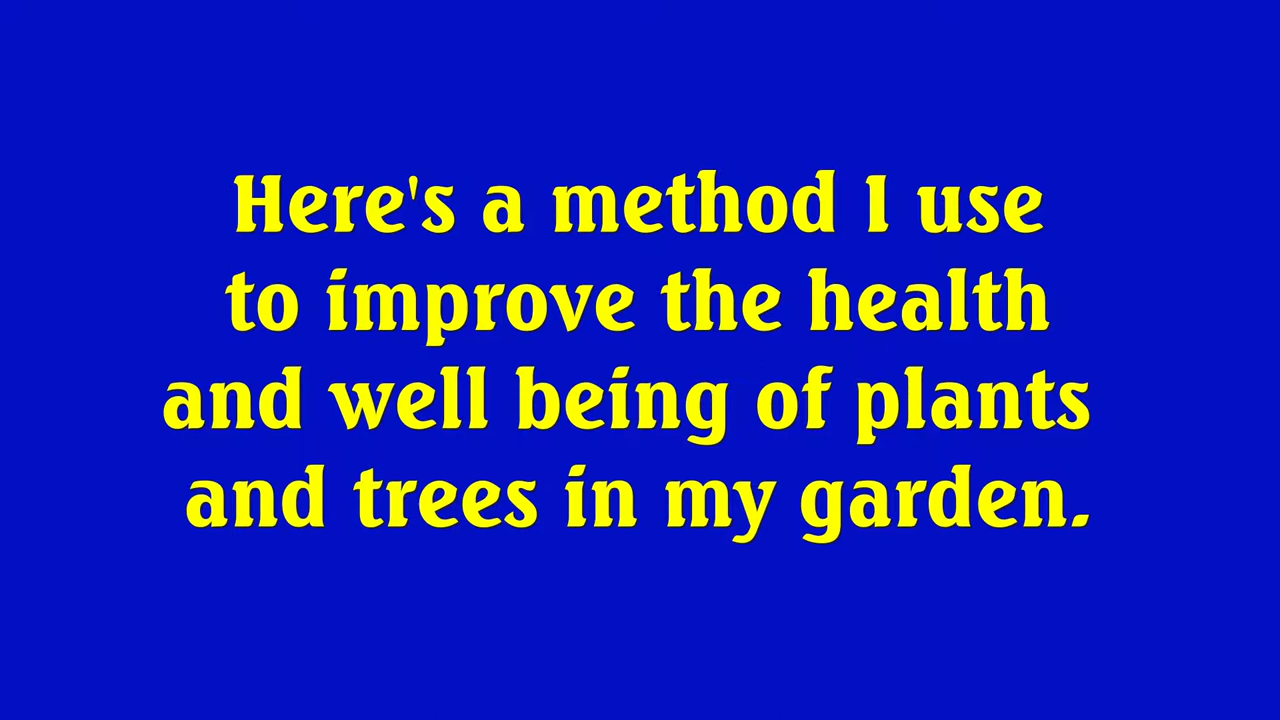 Here's a method I use
to improve the health
and well being of plants
and trees in my garden.